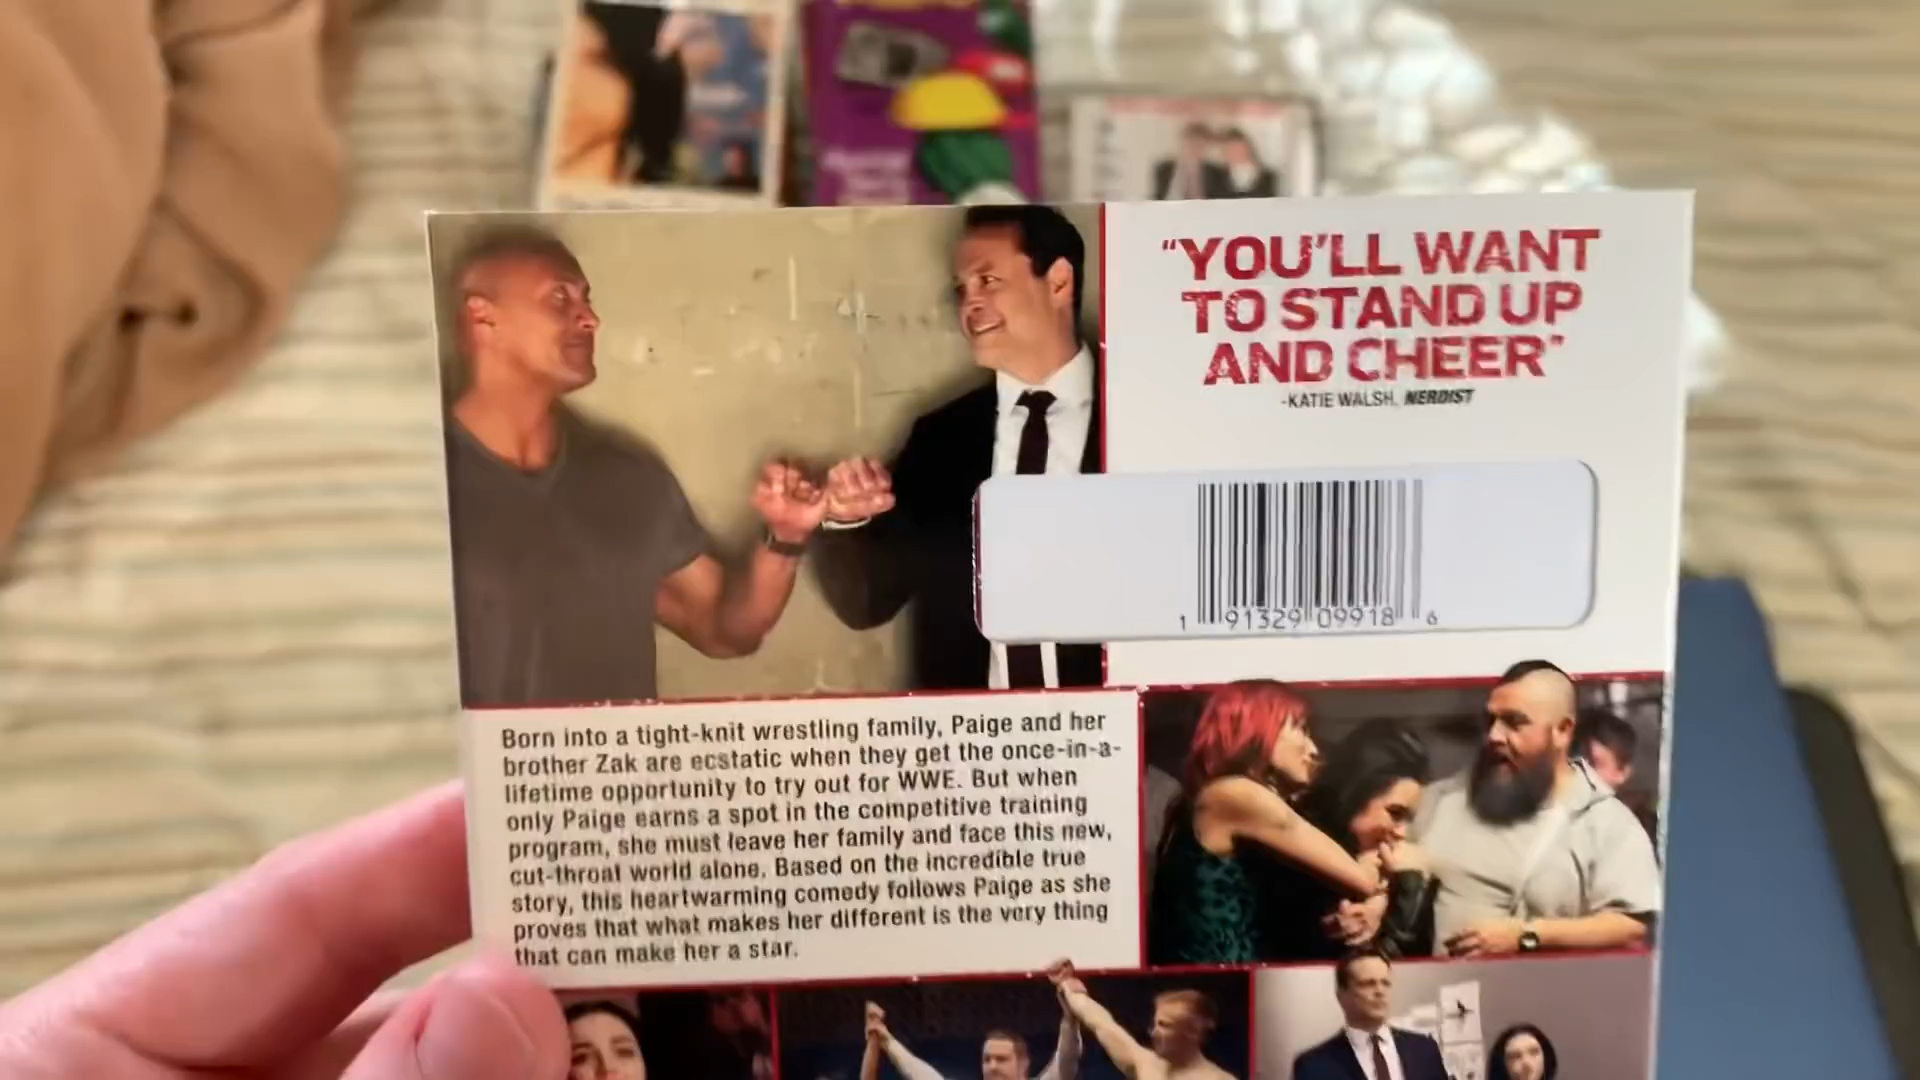 “YOU'LL WANT
TO STAND UP
AND CHEER”
-KATIE WALSH, NERDIST
1 91329 09918 6
Born into a tight-knit wrestling family, Paige and her
brother Zak are ecstatic when they get the once-in-a-
lifetime opportunity to try out for WWE. But when
only Paige earns a spot in the competitive training
program, she must leave her family and face this new,
cut-throat world alone. Based on the incredible true
story, this heartwarming comedy follows Paige as she
proves that what makes her different is the very thing
that can make her a star.